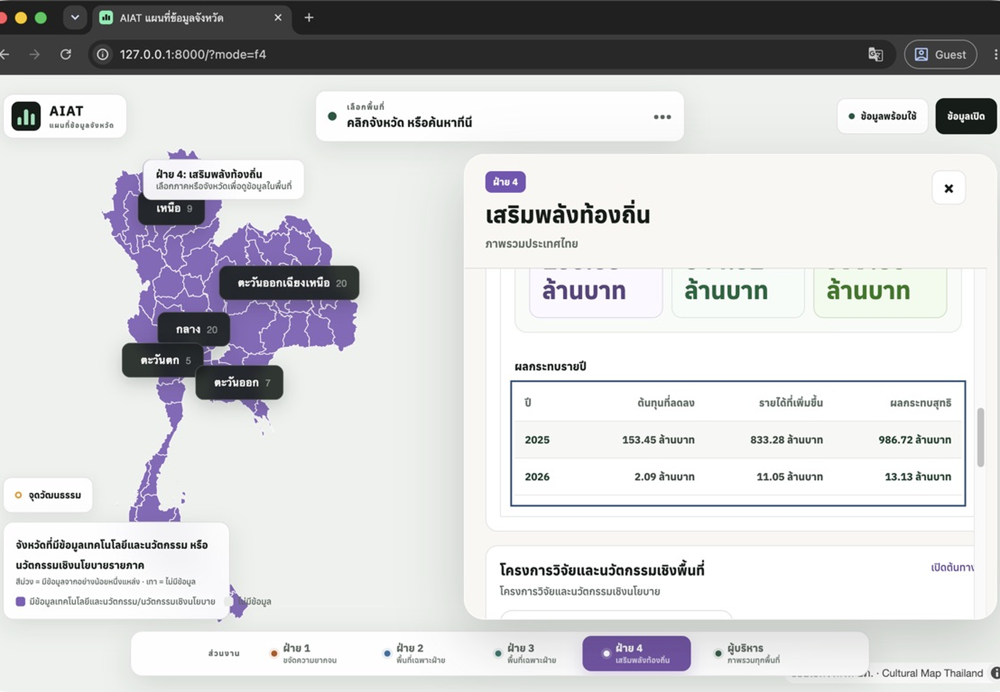 AIAT แผนที่ข้อมูลจังหวัด
127.0.0.1:8000/?mode=f4
Guest
AIAT
แผนที่ข้อมูลจังหวัด
เลือกพื้นที่
คลิกจังหวัด หรือค้นหาที่นี่
ข้อมูลพร้อมใช้
ข้อมูลเปิด
ฝ่าย 4: เสริมพลังท้องถิ่น
เลือกภาคหรือจังหวัดเพื่อดูข้อมูลในพื้นที่
เหนือ 9
ตะวันออกเฉียงเหนือ 20
กลาง 20
ตะวันตก 5
ตะวันออก 7
จุดวัฒนธรรม
จังหวัดที่มีข้อมูลเทคโนโลยีและนวัตกรรม หรือ
นวัตกรรมเชิงนโยบายรายภาค
สีม่วง = มีข้อมูลจากอย่างน้อยหนึ่งแหล่ง · เทา = ไม่มีข้อมูล
มีข้อมูลเทคโนโลยีและนวัตกรรม/นวัตกรรมเชิงนโยบาย ไม่มีข้อมูล
ฝ่าย 4
เสริมพลังท้องถิ่น
ภาพรวมประเทศไทย
ล้านบาท ล้านบาท ล้านบาท
ผลกระทบรายปี
ปี ต้นทุนที่ลดลง รายได้ที่เพิ่มขึ้น ผลกระทบสุทธิ
2025 153.45 ล้านบาท 833.28 ล้านบาท 986.72 ล้านบาท
2026 2.09 ล้านบาท 11.05 ล้านบาท 13.13 ล้านบาท
โครงการวิจัยและนวัตกรรมเชิงพื้นที่
เปิดต้นทาง
โครงการวิจัยและนวัตกรรมเชิงนโยบาย
ส่วนงาน
ฝ่าย 1
ขจัดความยากจน
ฝ่าย 2
พื้นที่เฉพาะฝ่าย
ฝ่าย 3
พื้นที่เฉพาะฝ่าย
ฝ่าย 4
เสริมพลังท้องถิ่น
ผู้บริหาร
ภาพรวมทุกพื้นที่
· Cultural Map Thailand